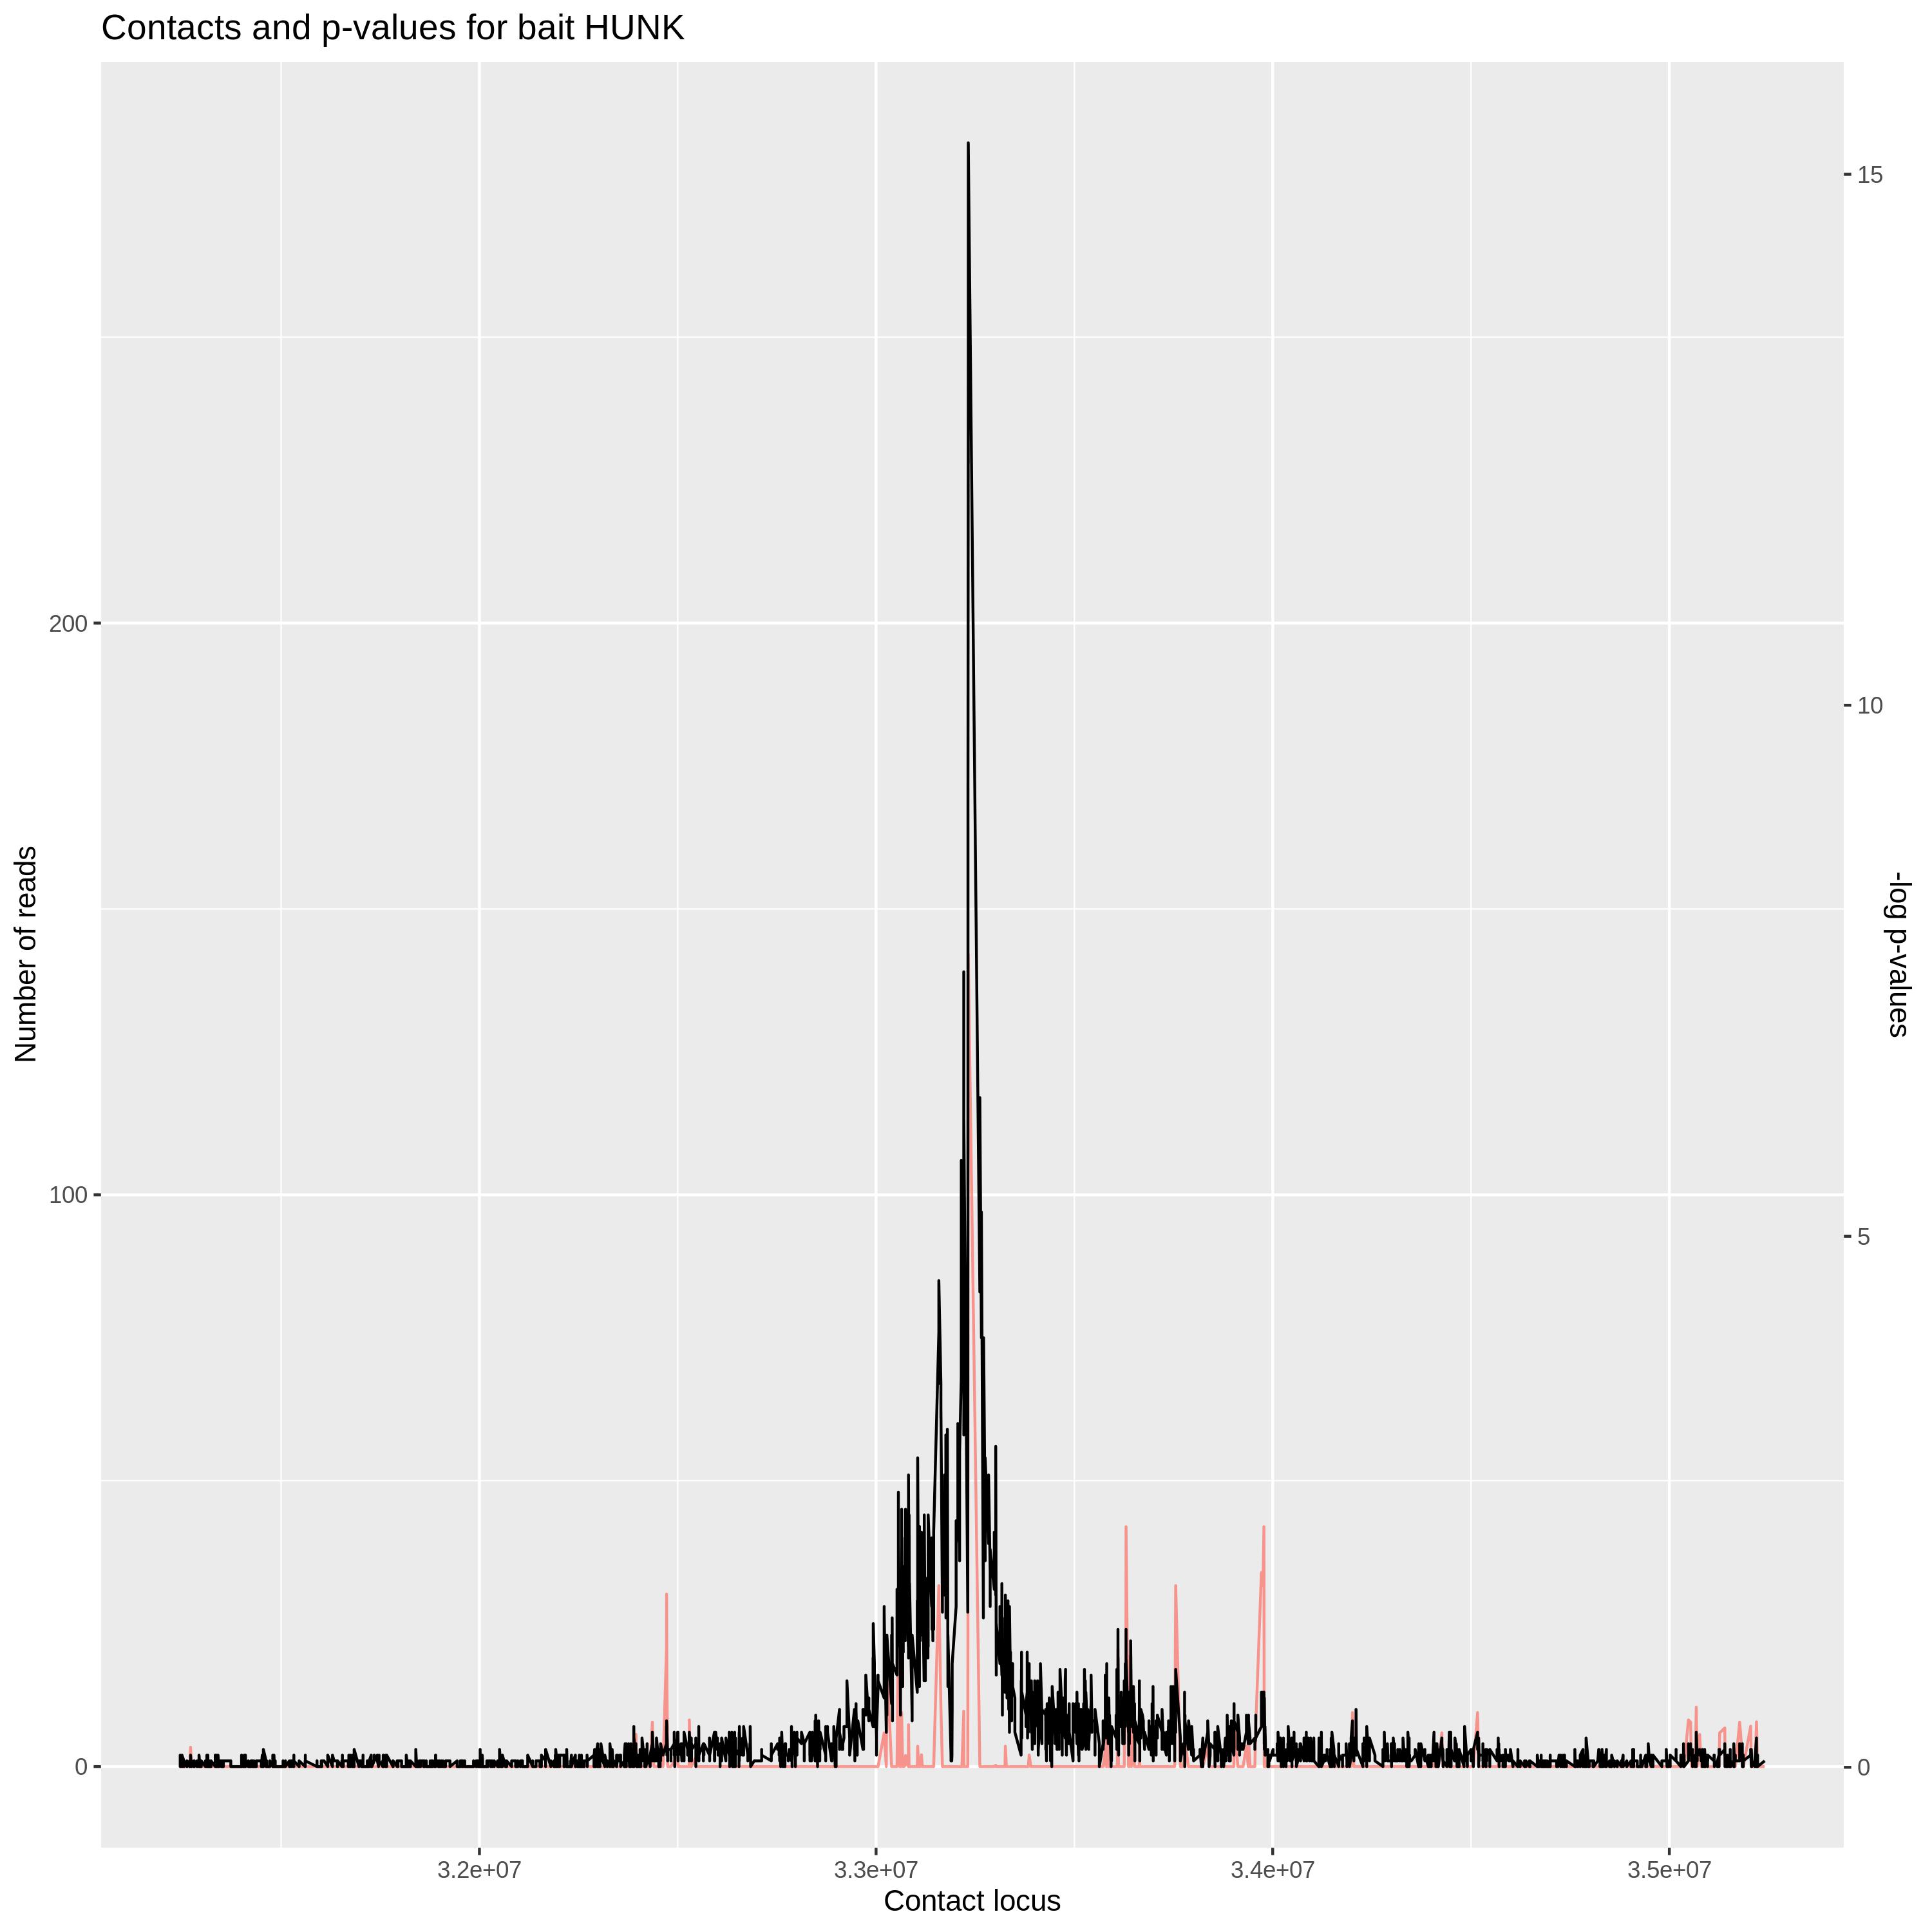 Contacts and p-values for bait HUNK
Number of reads
200
100
0
15
10
5
0
-log p-values
3.2e+07
3.3e+07
3.4e+07
3.5e+07
Contact locus